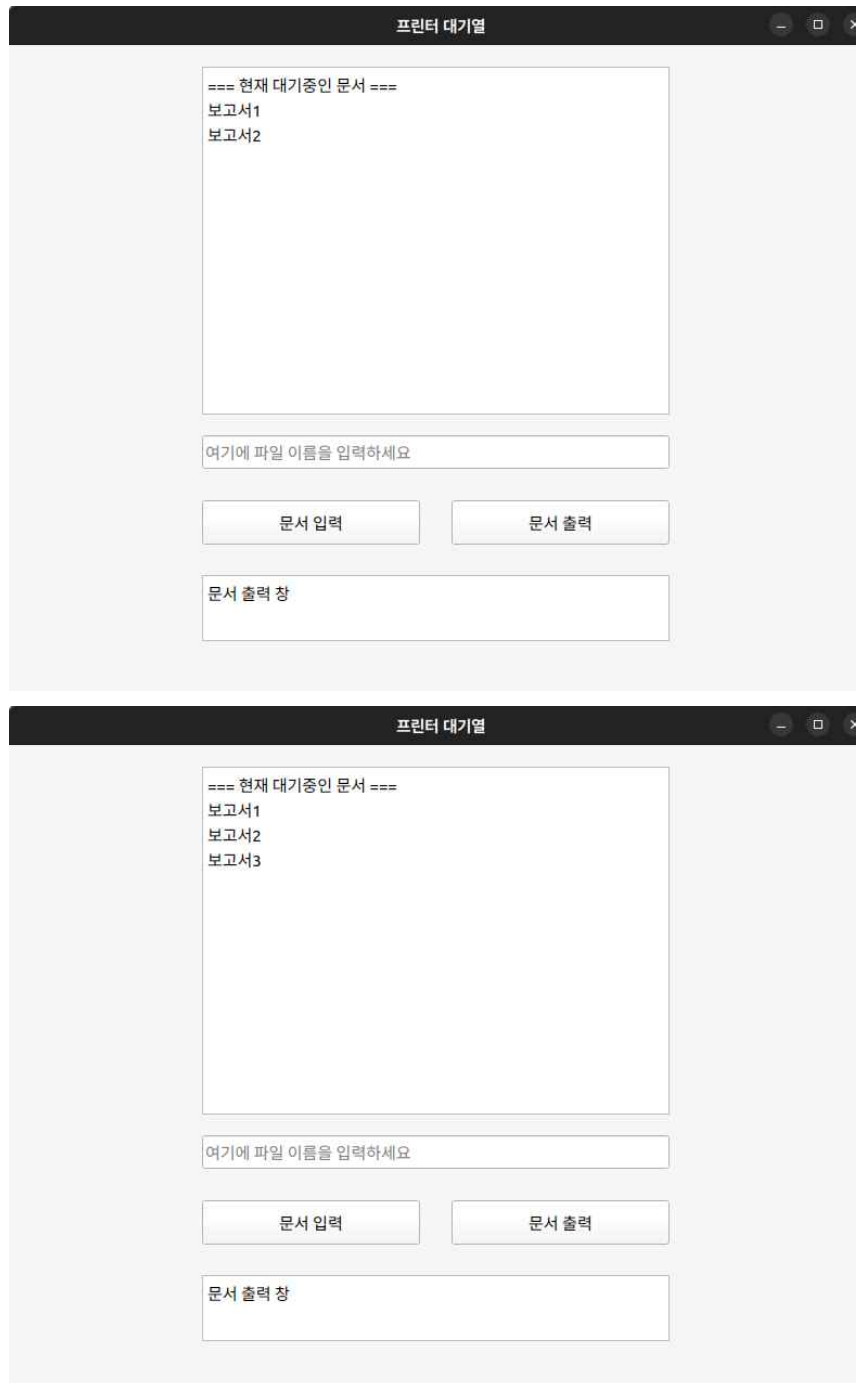 프린터 대기열
=== 현재 대기중인 문서 ===
보고서1
보고서2
여기에 파일 이름을 입력하세요
문서 입력 문서 출력
문서 출력 창
프린터 대기열
=== 현재 대기중인 문서 ===
보고서1
보고서2
보고서3
여기에 파일 이름을 입력하세요
문서 입력 문서 출력
문서 출력 창